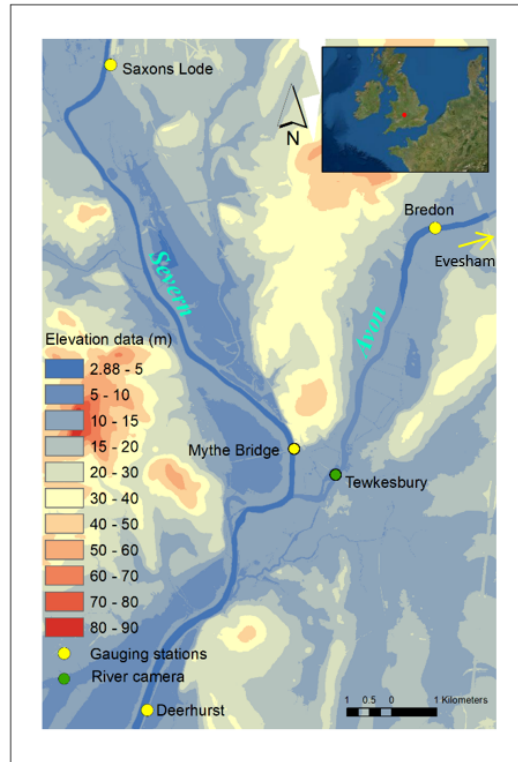 Saxons Lode
N
Bredon
Evesham
Severn
Avon
Elevation data (m)
2.88 - 5
5 - 10
10 - 15
15 - 20
20 - 30
30 - 40
40 - 50
50 - 60
60 - 70
70 - 80
80 - 90
Mythe Bridge
Tewkesbury
Gauging stations
River camera
Deerhurst
1 0.5 0 1 Kilometers